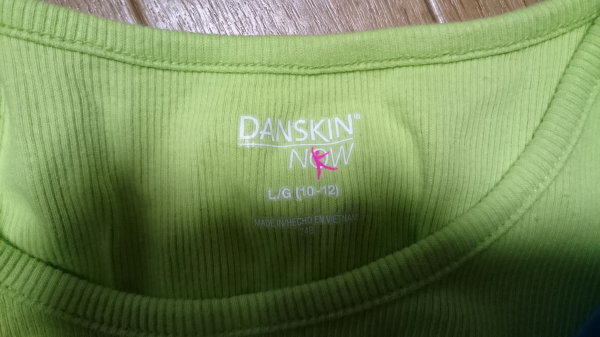 DANSKIN®
NOW
L/G (10-12)
MADE IN/HECHO EN VIETNAM